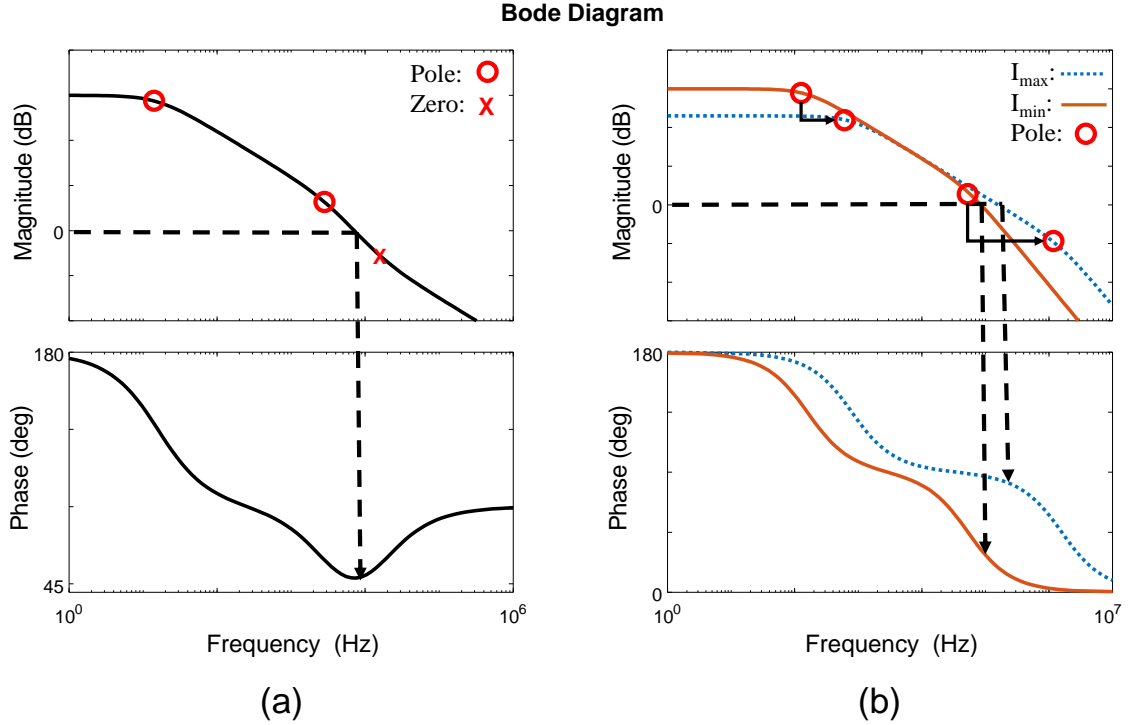 Bode Diagram
Magnitude (dB)
0
Pole:
Zero: X
X
Phase (deg)
180
45
10^0
10^6
Frequency (Hz)
(a)
Magnitude (dB)
0
I_max:
I_min:
Pole:
Phase (deg)
180
0
10^0
10^7
Frequency (Hz)
(b)